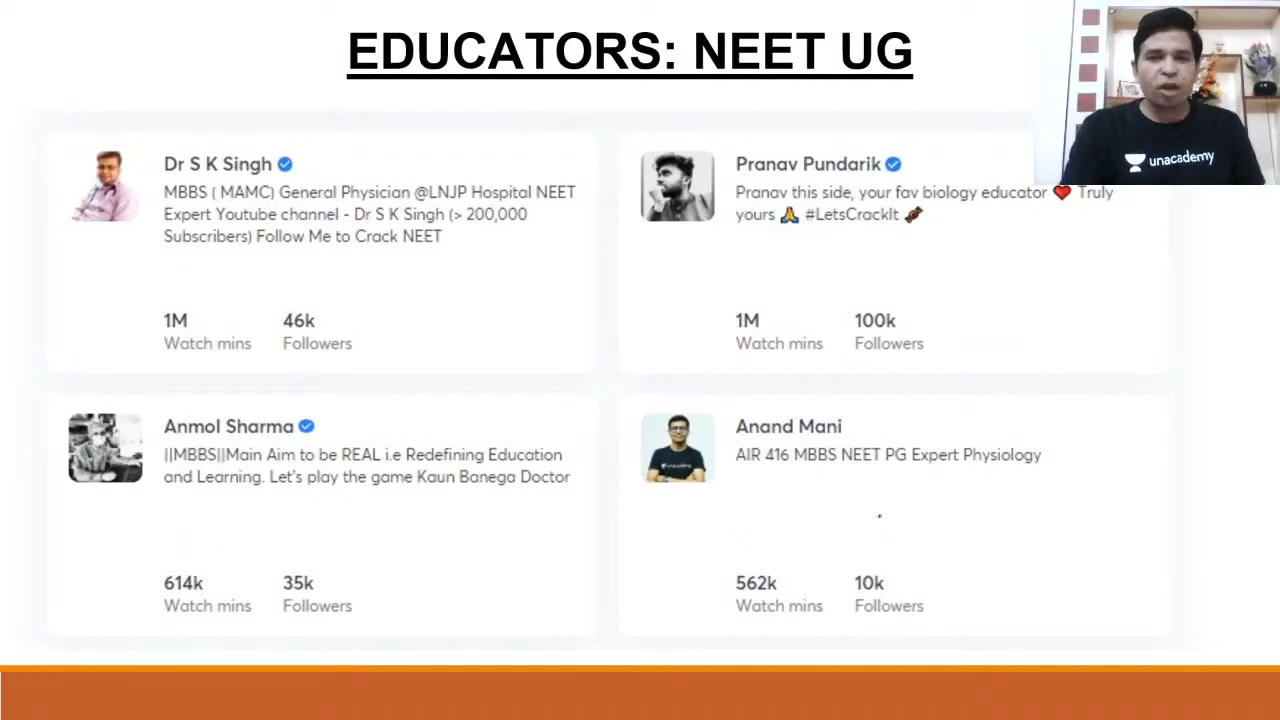 EDUCATORS: NEET UG
unacademy
Dr S K Singh
MBBS ( MAMC) General Physician @LNJP Hospital NEET
Expert Youtube channel - Dr S K Singh (> 200,000
Subscribers) Follow Me to Crack NEET
1M 46k
Watch mins Followers
Pranav Pundarik
Pranav this side, your fav biology educator ❤️ Truly
yours 🙏 #LetsCrackIt 🍬
1M 100k
Watch mins Followers
Anmol Sharma
||MBBS||Main Aim to be REAL i.e Redefining Education
and Learning. Let's play the game Kaun Banega Doctor
614k 35k
Watch mins Followers
Anand Mani
AIR 416 MBBS NEET PG Expert Physiology
unacademy
562k 10k
Watch mins Followers